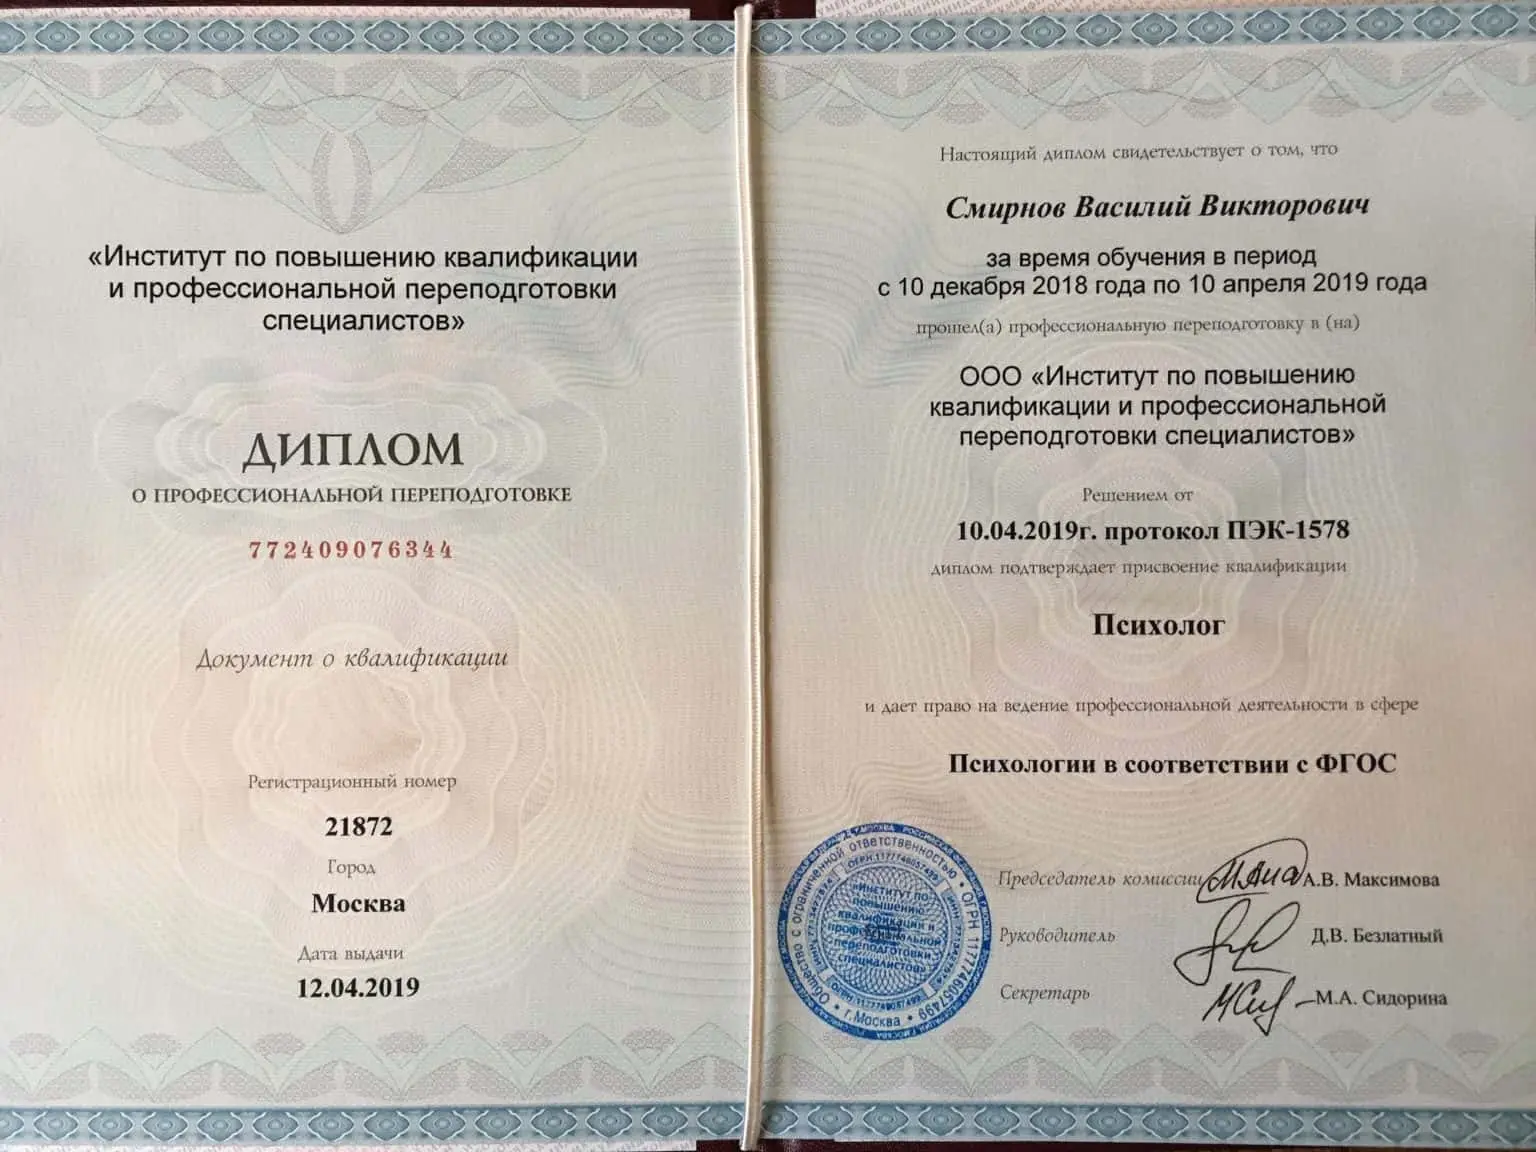 «Институт по повышению квалификации
и профессиональной переподготовки
специалистов»
ДИПЛОМ
О ПРОФЕССИОНАЛЬНОЙ ПЕРЕПОДГОТОВКЕ
772409076344
Документ о квалификации
Регистрационный номер
21872
Город
Москва
Дата выдачи
12.04.2019
Настоящий диплом свидетельствует о том, что
Смирнов Василий Викторович
за время обучения в период
с 10 декабря 2018 года по 10 апреля 2019 года
прошел(а) профессиональную переподготовку в (на)
ООО «Институт по повышению
квалификации и профессиональной
переподготовки специалистов»
Решением от
10.04.2019г. протокол ПЭК-1578
диплом подтверждает присвоение квалификации
Психолог
и дает право на ведение профессиональной деятельности в сфере
Психологии в соответствии с ФГОС
Председатель комиссии А.В. Максимова
Руководитель Д.В. Безлатный
Секретарь М.А. Сидорина
Общество с ограниченной ответственностью • ОГРН 1177746057499 • г.Москва •
«Институт по
повышению
квалификации и
профессиональной
переподготовки
специалистов»